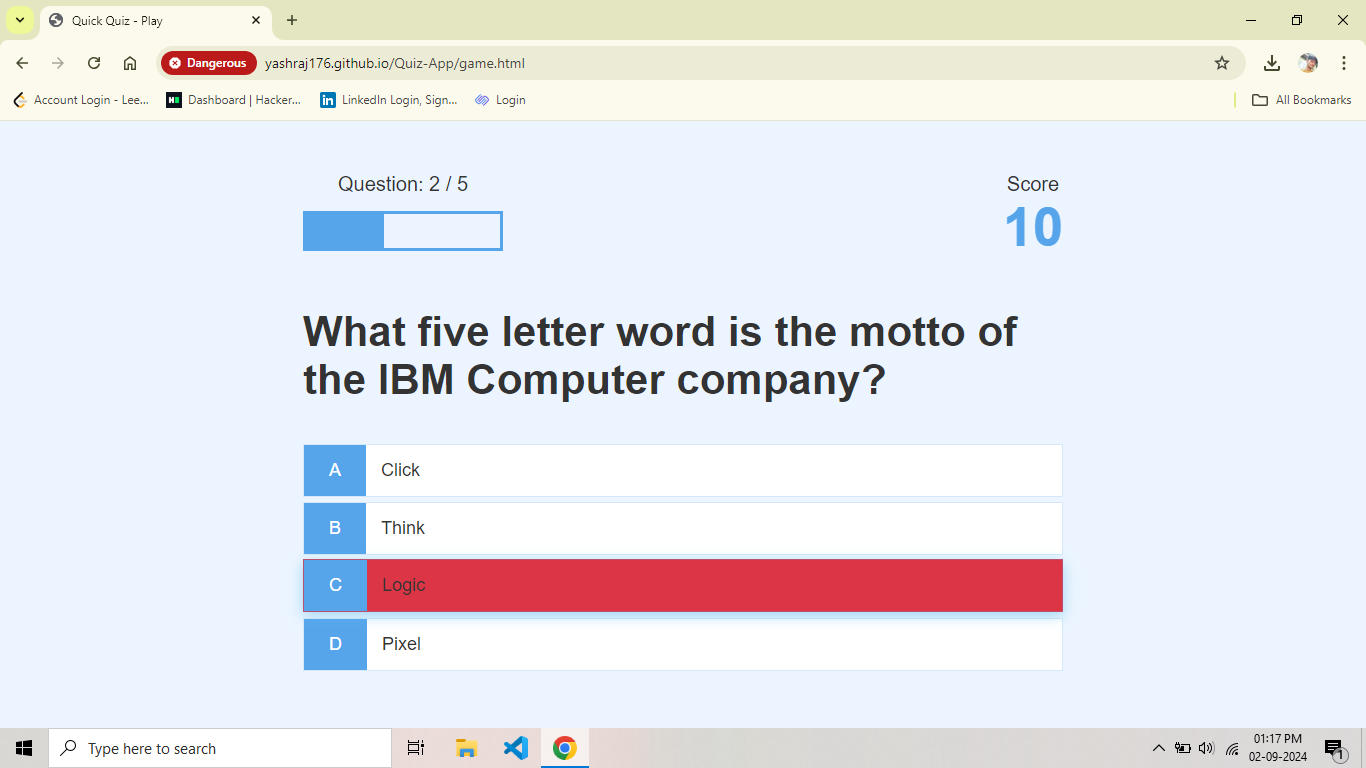 Quick Quiz - Play
Dangerous
yashraj176.github.io/Quiz-App/game.html
Account Login - Lee...
Dashboard | Hacker...
LinkedIn Login, Sign...
Login
All Bookmarks
Question: 2 / 5
Score
10
What five letter word is the motto of
the IBM Computer company?
A Click
B Think
C Logic
D Pixel
Type here to search
01:17 PM
02-09-2024
1